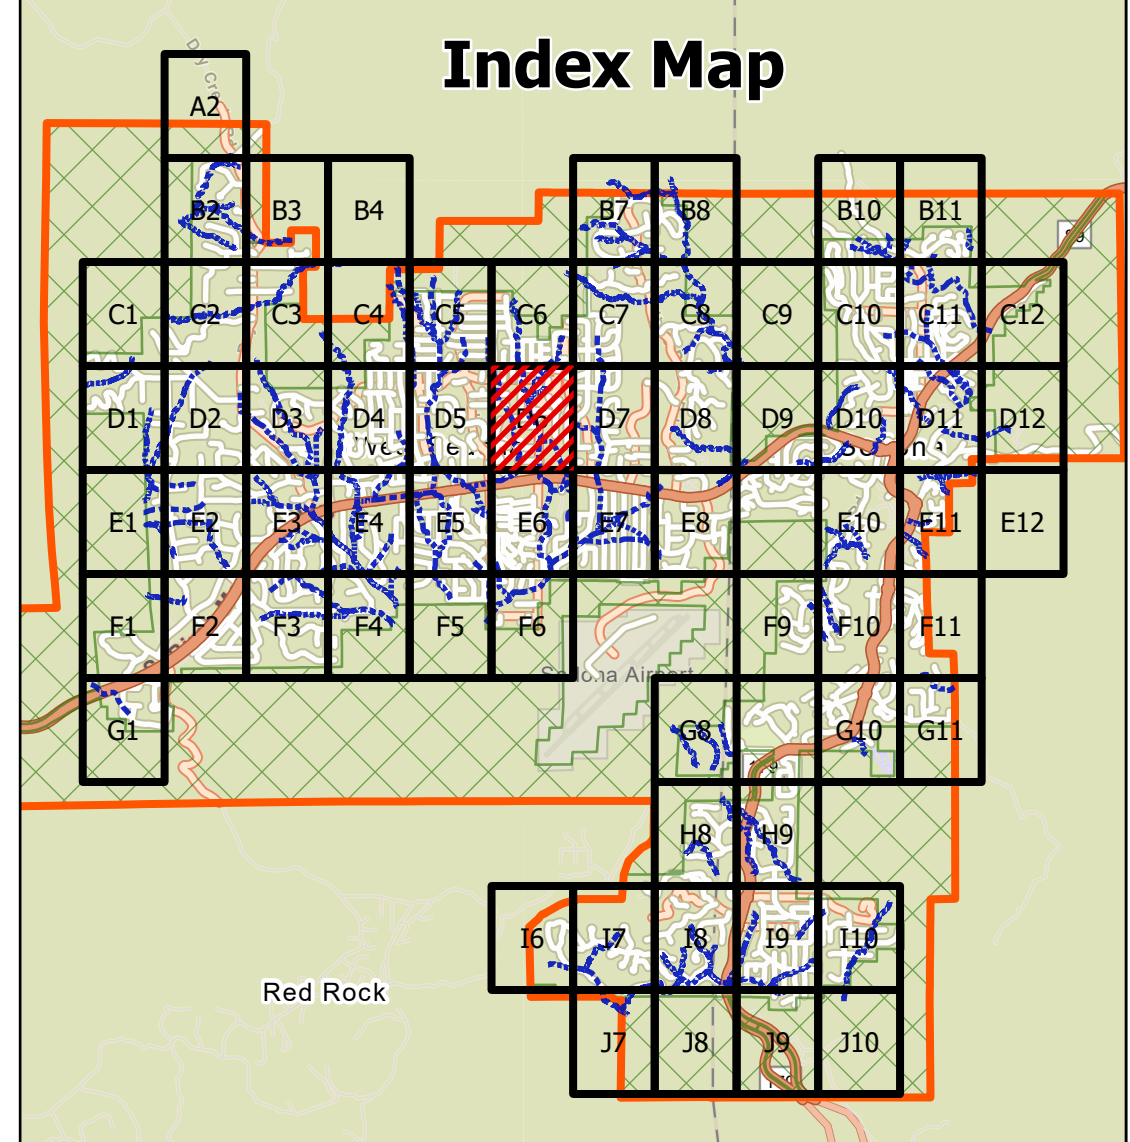 Index Map
A2
B2 B3 B4 B7 B8 B10 B11
C1 C2 C3 C4 C5 C6 C7 C8 C9 C10 C11 C12
D1 D2 D3 D4 D5 D6 D7 D8 D9 D10 D11 D12
E1 E2 E3 E4 E5 E6 E7 E8 E10 E11 E12
F1 F2 F3 F4 F5 F6 F9 F10 F11
Sedona Airport
G1 G8 G10 G11
H8 H9
I6 I7 I8 I9 I10
Red Rock
J7 J8 J9 J10